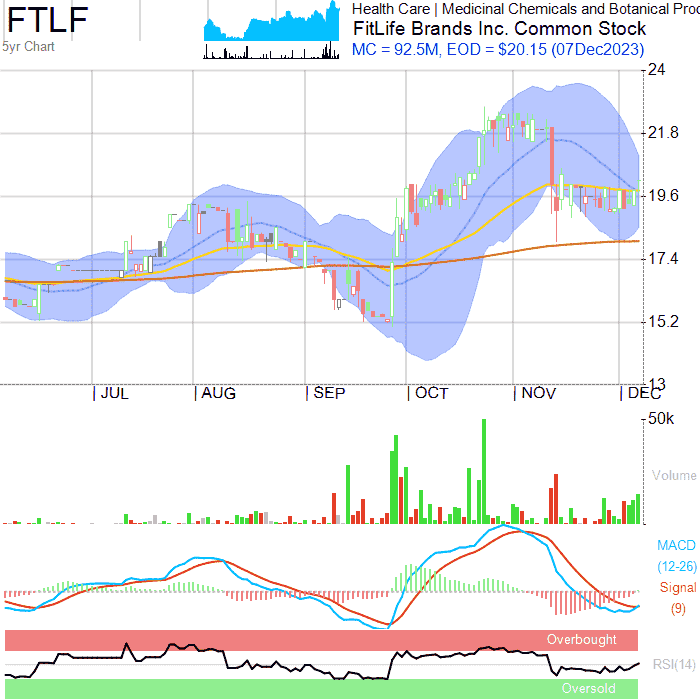 FTLF
5yr Chart
Health Care | Medicinal Chemicals and Botanical Prod
FitLife Brands Inc. Common Stock
MC = 92.5M, EOD = $20.15 (07Dec2023)
24
21.8
19.6
17.4
15.2
13
JUL AUG SEP OCT NOV DEC
50k
Volume
MACD
(12-26)
Signal
(9)
Overbought
RSI(14)
Oversold